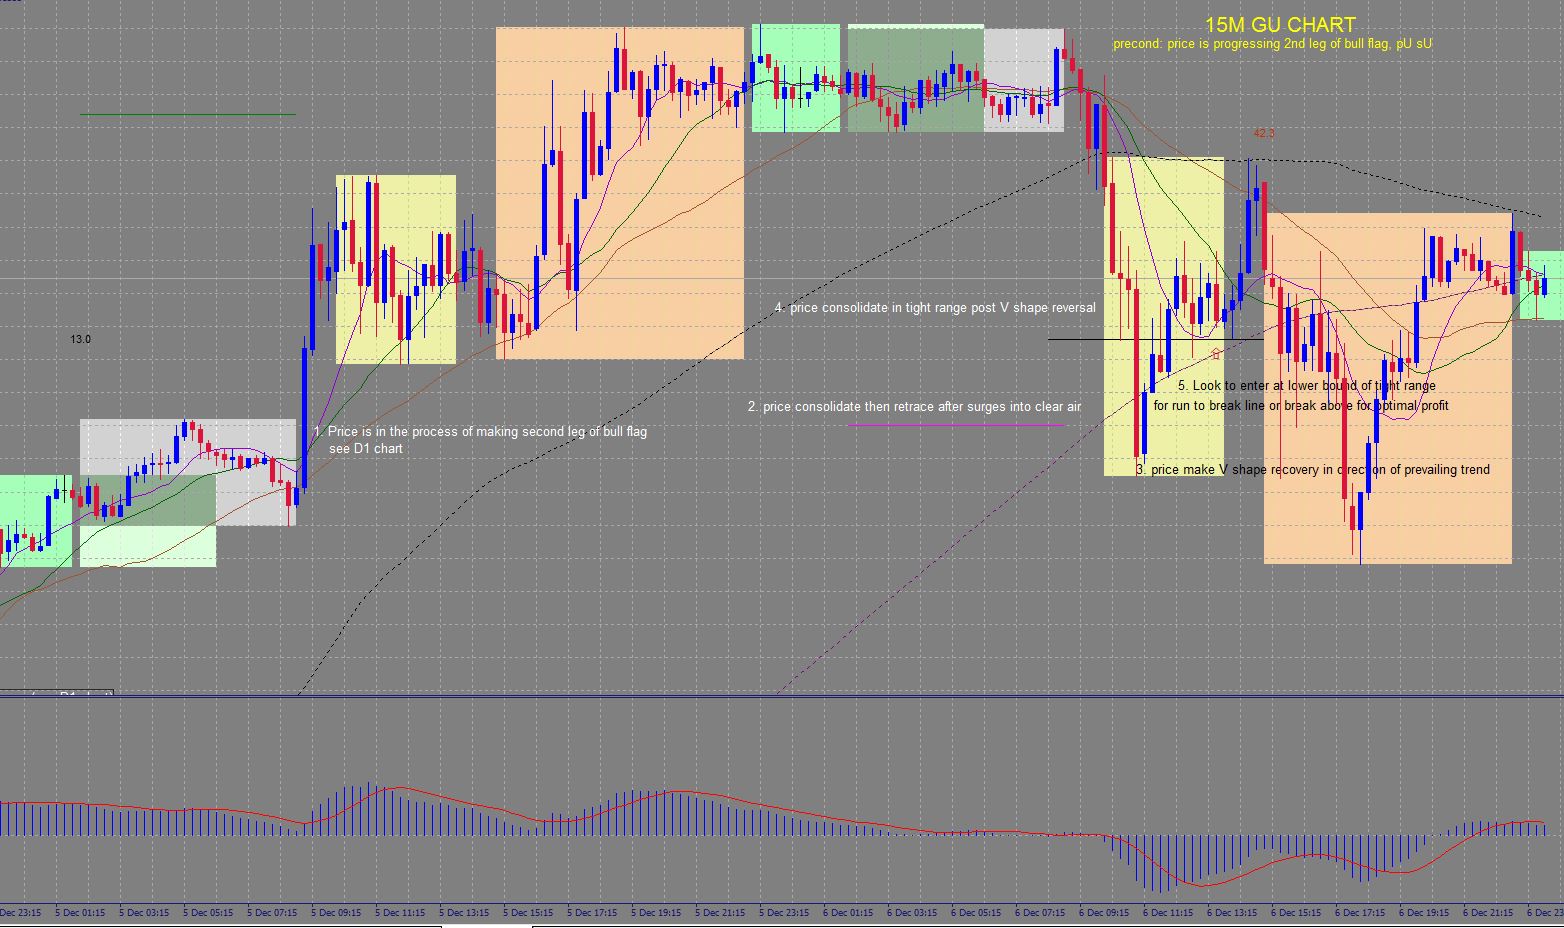 15M GU CHART
precond: price is progressing 2nd leg of bull flag, pU sU
42.3
4. price consolidate in tight range post V shape reversal
13.0
5. Look to enter at lower bound of tight range
for run to break line or break above for optimal profit
2. price consolidate then retrace after surges into clear air
1. Price is in the process of making second leg of bull flag
see D1 chart
3. price make V shape recovery in direction of prevailing trend
Dec 23:15 5 Dec 01:15 5 Dec 03:15 5 Dec 05:15 5 Dec 07:15 5 Dec 09:15 5 Dec 11:15 5 Dec 13:15 5 Dec 15:15 5 Dec 17:15 5 Dec 19:15 5 Dec 21:15 5 Dec 23:15 6 Dec 01:15 6 Dec 03:15 6 Dec 05:15 6 Dec 07:15 6 Dec 09:15 6 Dec 11:15 6 Dec 13:15 6 Dec 15:15 6 Dec 17:15 6 Dec 19:15 6 Dec 21:15 6 Dec 23